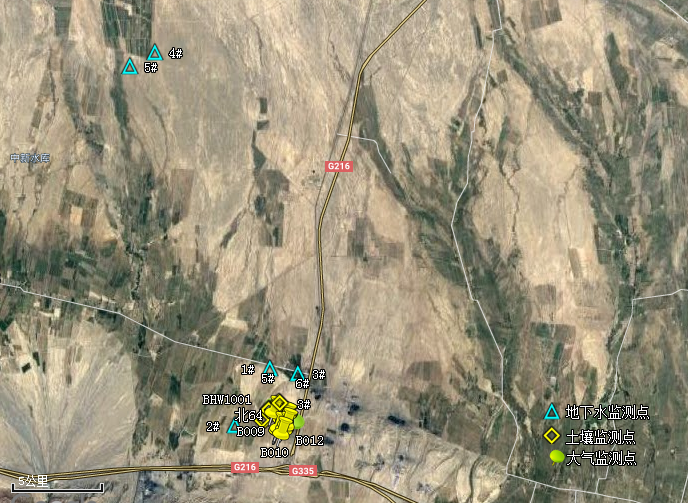 4#
5#
中新水库
G216
1#
3#
5#
6#
BHW1001
3#
北64
2#
B009
B012
B010
G216
G335
5公里
地下水监测点
土壤监测点
大气监测点